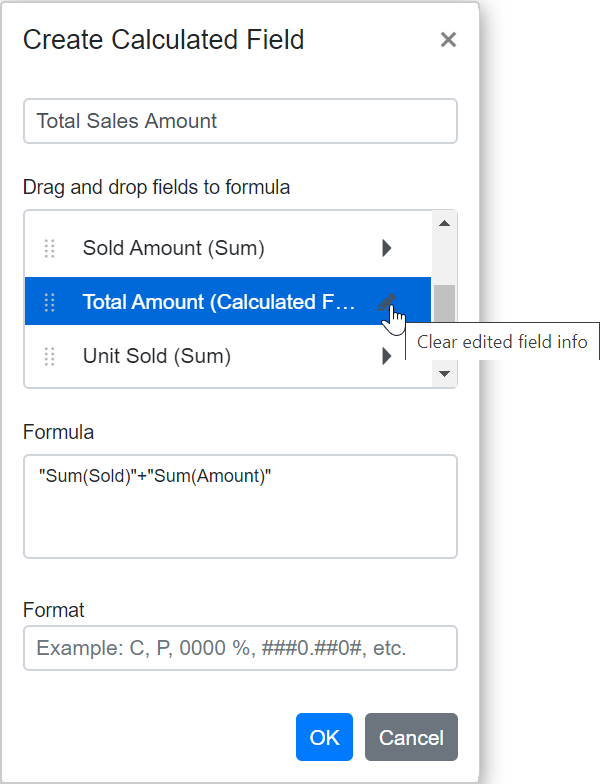 Create Calculated Field
Total Sales Amount
Drag and drop fields to formula
Sold Amount (Sum)
Total Amount (Calculated F...
Clear edited field info
Unit Sold (Sum)
Formula
"Sum(Sold)"+"Sum(Amount)"
Format
Example: C, P, 0000 %, ###0.##0#, etc.
OK Cancel